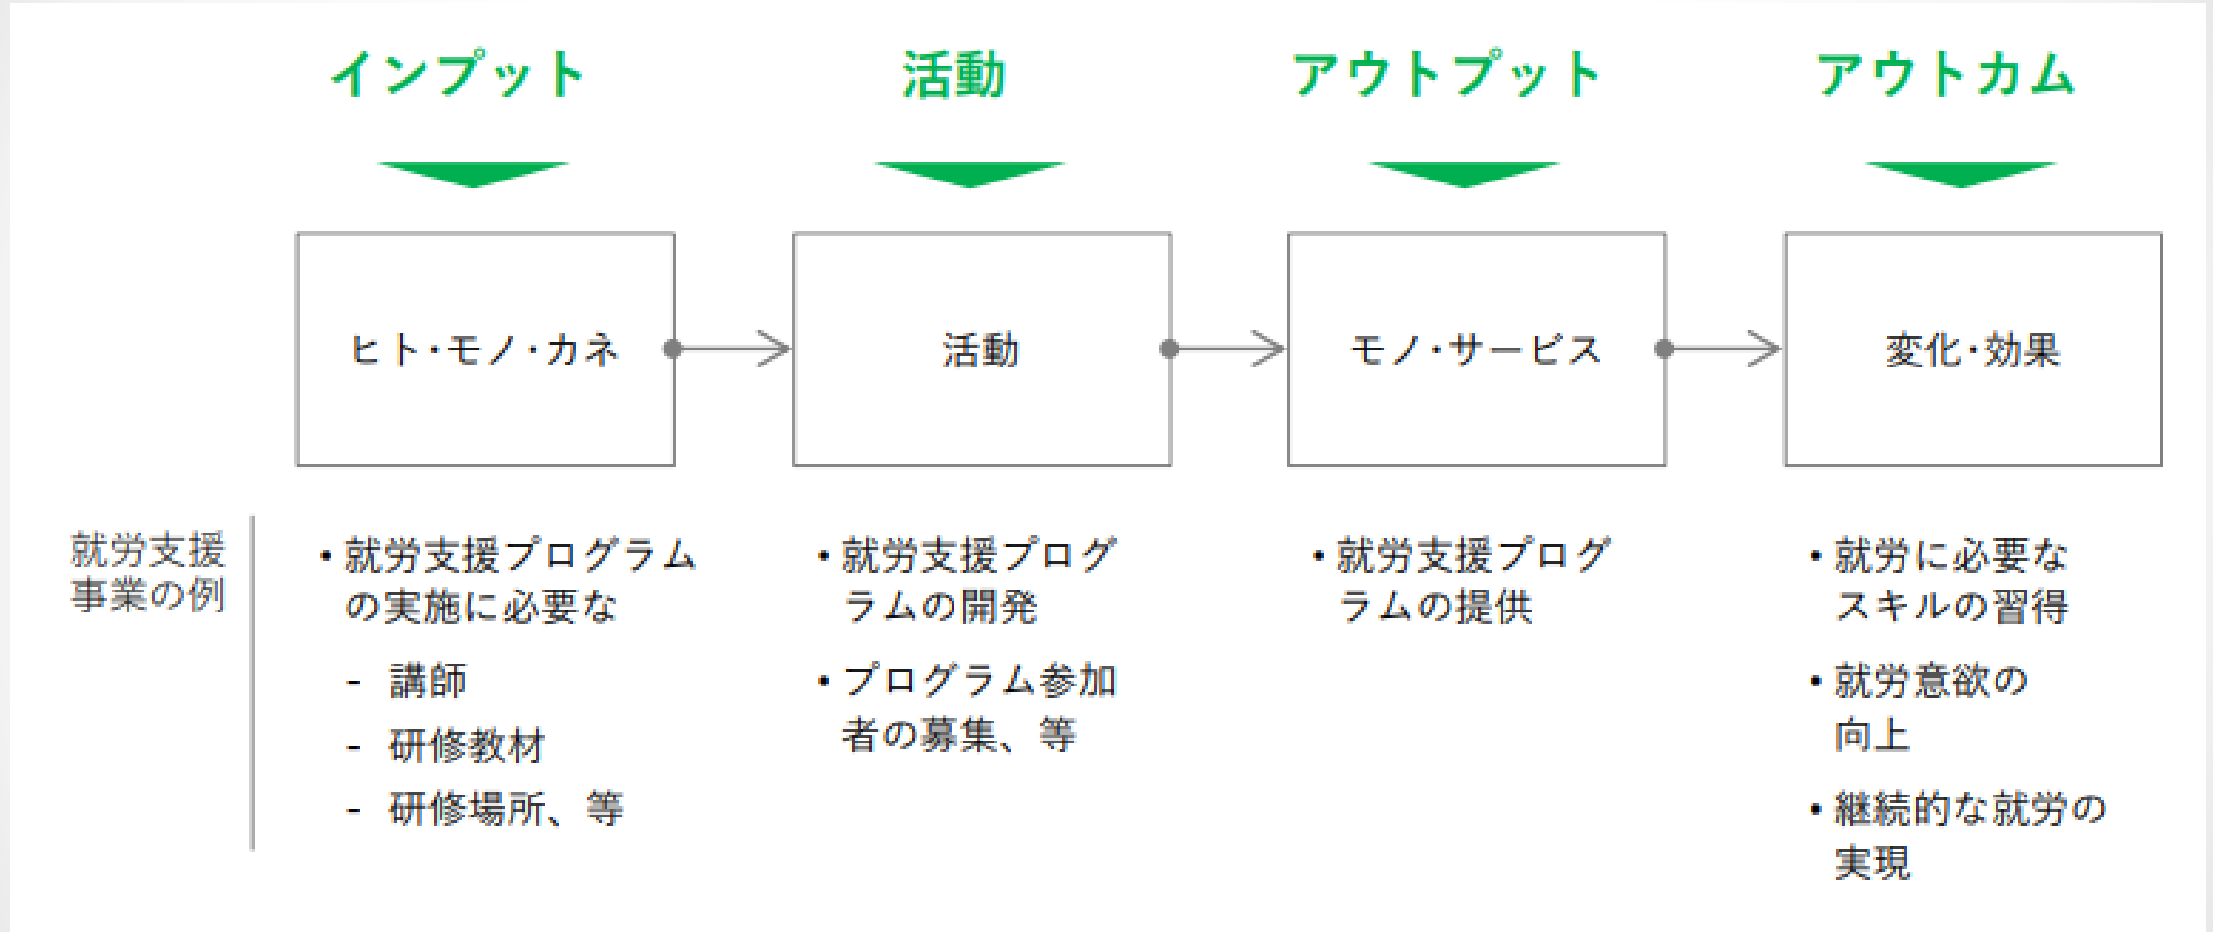 インプット
活動
アウトプット
アウトカム
ヒト・モノ・カネ
活動
モノ・サービス
変化・効果
就労支援
事業の例
・就労支援プログラム
の実施に必要な
- 講師
- 研修教材
- 研修場所、等
・就労支援プログ
ラムの開発
・プログラム参加
者の募集、等
・就労支援プログ
ラムの提供
・就労に必要な
スキルの習得
・就労意欲の
向上
・継続的な就労の
実現